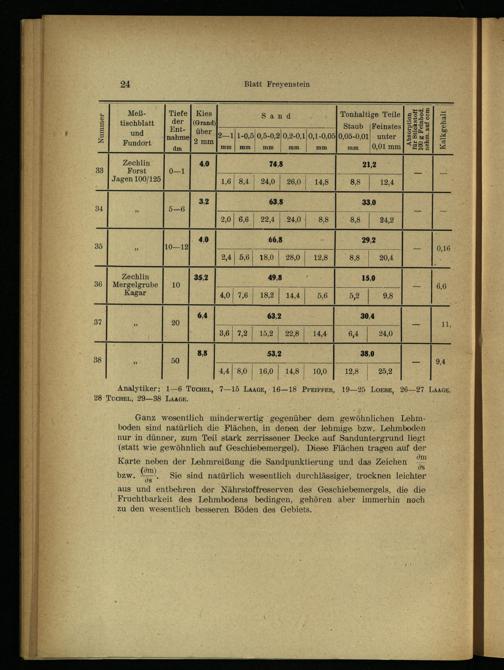 24 Blatt Freyenstein
Nummer | Meß-tischblatt und Fundort | Tiefe der Ent-nahme dm | Kies (Grand) über 2 mm | Sand | Tonhaltige Teile | Absorption für Stickstoff | Kalkgehalt
2—1 mm | 1-0,5 mm | 0,5-0,2 mm | 0,2-0,1 mm | 0,1-0,05 mm | Staub 0,05-0,01 mm | Feinstes unter 0,01 mm
33 | Zechlin Forst Jagen 100/125 | 0—1 | 4.0 | 74.8 | 21,2 | — | —
1,6 | 8,4 | 24,0 | 26,0 | 14,8 | 8,8 | 12,4
34 | „ | 5—6 | 3.2 | 63.8 | 33.0 | — | —
2,0 | 6,6 | 22,4 | 24,0 | 8,8 | 8,8 | 24,2
35 | „ | 10—12 | 4.0 | 66,8 | 29.2 | — | 0,16
2,4 | 5,6 | 18,0 | 28,0 | 12,8 | 8,8 | 20,4
36 | Zechlin Mergelgrube Kagar | 10 | 35.2 | 49.8 | 15.0 | — | 6,6
4,0 | 7,6 | 18,2 | 14,4 | 5,6 | 5,2 | 9,8
37 | „ | 20 | 6.4 | 63.2 | 30.4 | — | 11,
3,6 | 7,2 | 15,2 | 22,8 | 14,4 | 6,4 | 24,0
38 | „ | 50 | 8.8 | 53.2 | 38.0 | — | 9,4
4,4 | 8,0 | 16,0 | 14,8 | 10,0 | 12,8 | 25,2
Analytiker: 1—6 Tuchel, 7—15 Laage, 16—18 Pfeiffer, 19—25 Loebe, 26—27 Laage,
28 Tuchel, 29—38 Laage.
Ganz wesentlich minderwertig gegenüber dem gewöhnlichen Lehm-
boden sind natürlich die Flächen, in denen der lehmige bzw. Lehmboden
nur in dünner, zum Teil stark zerrissener Decke auf Sanduntergrund liegt
(statt wie gewöhnlich auf Geschiebemergel). Diese Flächen tragen auf der
Karte neben der Lehmreißung die Sandpunktierung und das Zeichen ∂m/∂s
bzw. (∂m)/∂s. Sie sind natürlich wesentlich durchlässiger, trocknen leichter
aus und entbehren der Nährstoffreserven des Geschiebemergels, die die
Fruchtbarkeit des Lehmbodens bedingen, gehören aber immerhin noch
zu den wesentlich besseren Böden des Gebiets.